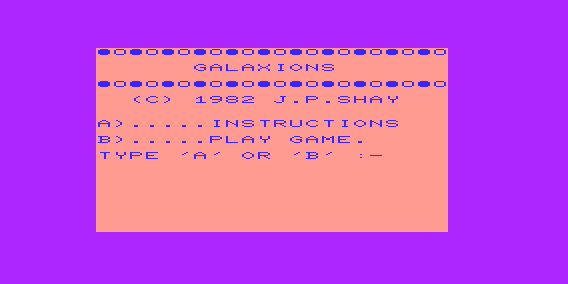 GALAXIONS
(C) 1982 J.P.SHAY
A).....INSTRUCTIONS
B).....PLAY GAME.
TYPE 'A' OR 'B' :_